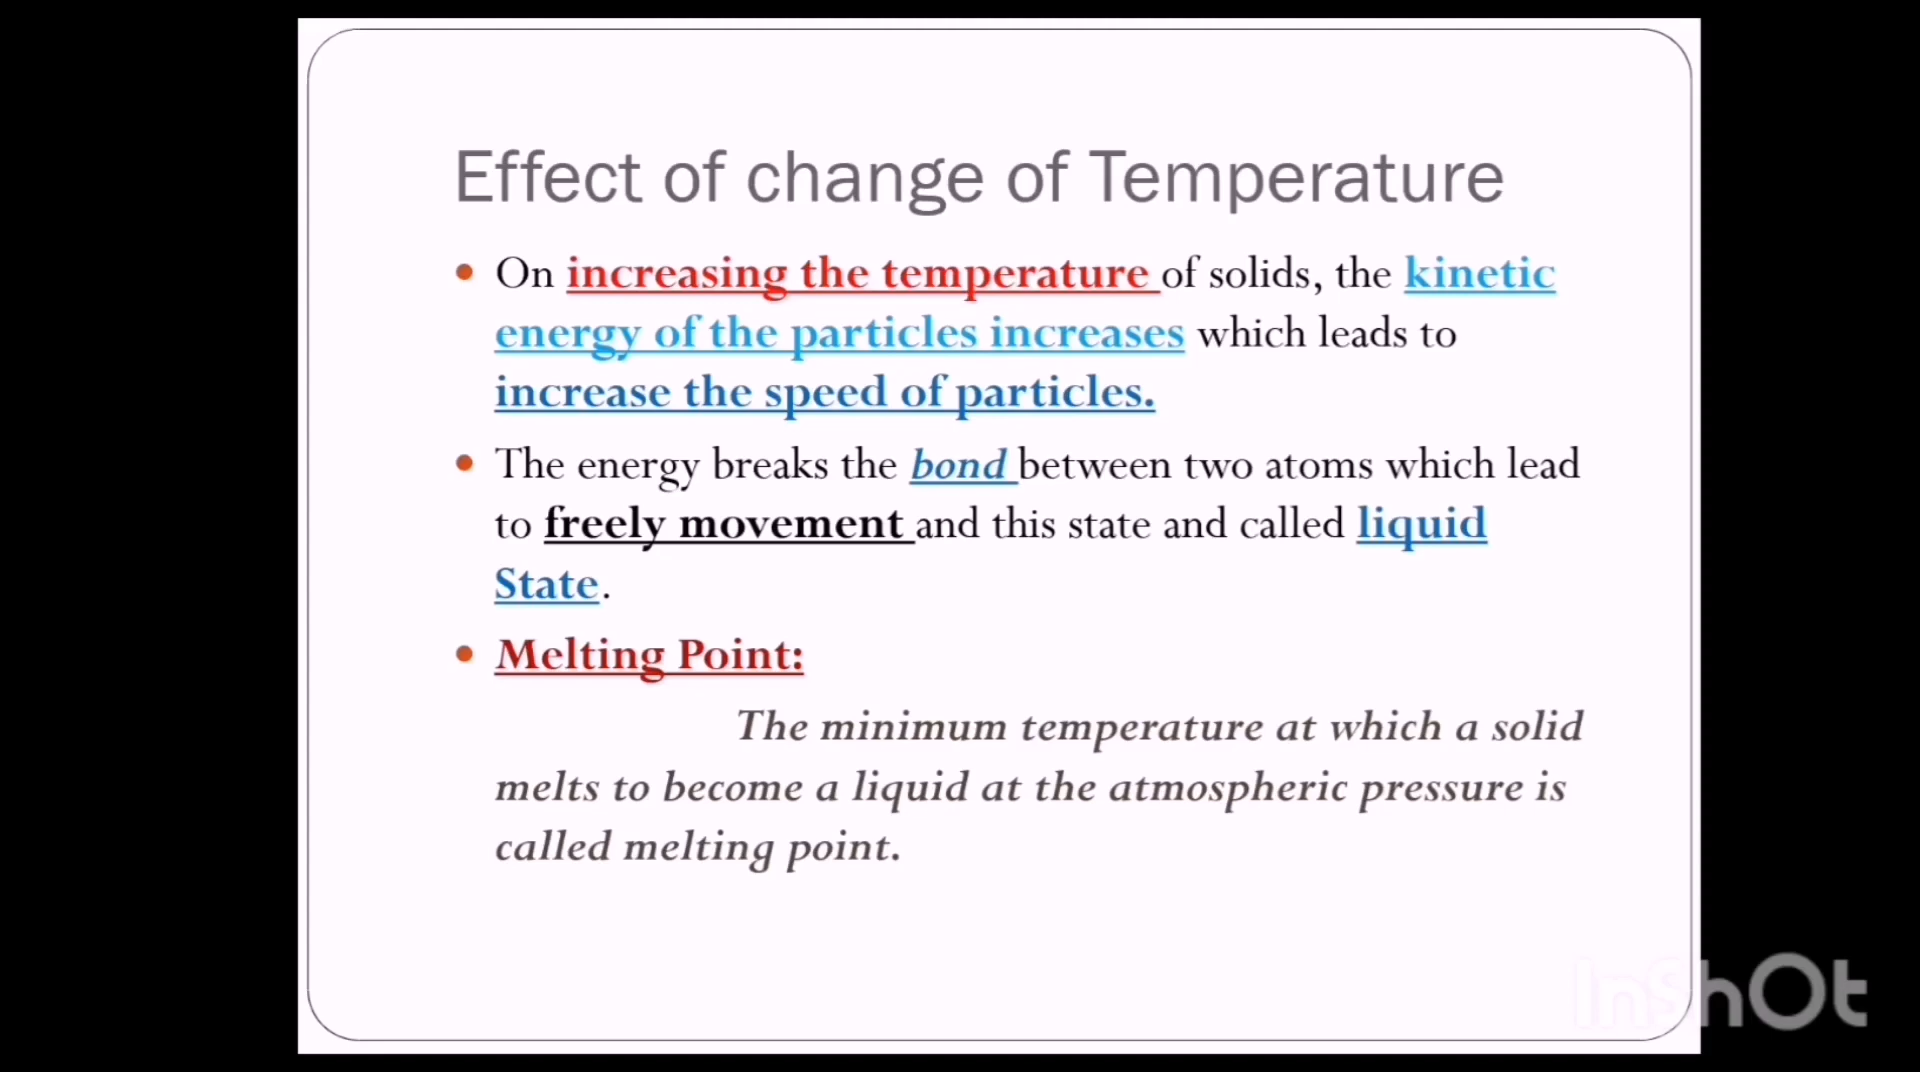 Effect of change of Temperature
• On increasing the temperature of solids, the kinetic
energy of the particles increases which leads to
increase the speed of particles.
• The energy breaks the bond between two atoms which lead
to freely movement and this state and called liquid
State.
• Melting Point:
The minimum temperature at which a solid
melts to become a liquid at the atmospheric pressure is
called melting point.
InShOt